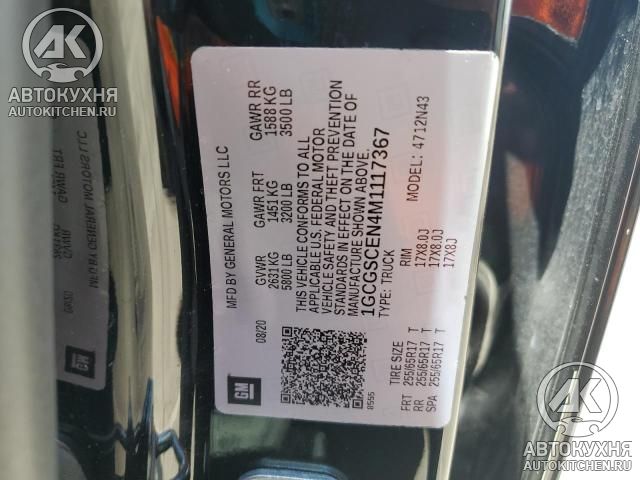 АК
АВТОКУХНЯ
AUTOKITCHEN.RU
MFD BY GENERAL MOTORS LLC
08/20
GVWR
2631 KG
5800 LB
GAWR FRT
1451 KG
3200 LB
GAWR RR
1588 KG
3500 LB
THIS VEHICLE CONFORMS TO ALL
APPLICABLE U.S. FEDERAL MOTOR
VEHICLE SAFETY AND THEFT PREVENTION
STANDARDS IN EFFECT ON THE DATE OF
MANUFACTURE SHOWN ABOVE.
1GCGSCEN4M1117367
TYPE: TRUCK
MODEL: 4712N43
GM
8555
TIRE SIZE
RIM
FRT 255/65R17 T 17X8.0J
RR 255/65R17 T 17X8.0J
SPA 255/65R17 T 17X8J
АК
АВТОКУХНЯ
AUTOKITCHEN.RU